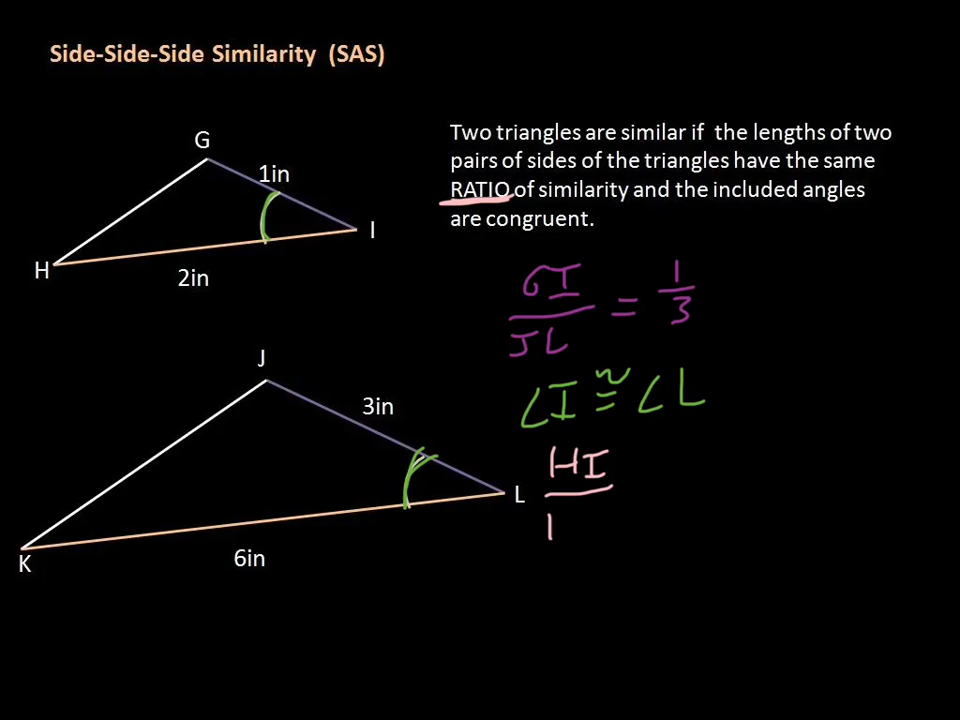 Side-Side-Side Similarity (SAS)
Two triangles are similar if the lengths of two
pairs of sides of the triangles have the same
RATIO of similarity and the included angles
are congruent.
G
1in
I
H
2in
GI
JL
=
1
3
∠I ≅ ∠L
HI
J
3in
L
K
6in